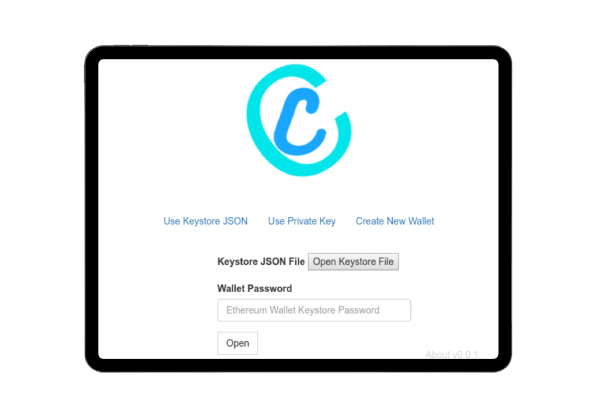 Use Keystore JSON Use Private Key Create New Wallet
Keystore JSON File Open Keystore File
Wallet Password
Ethereum Wallet Keystore Password
Open
About v0.0.1